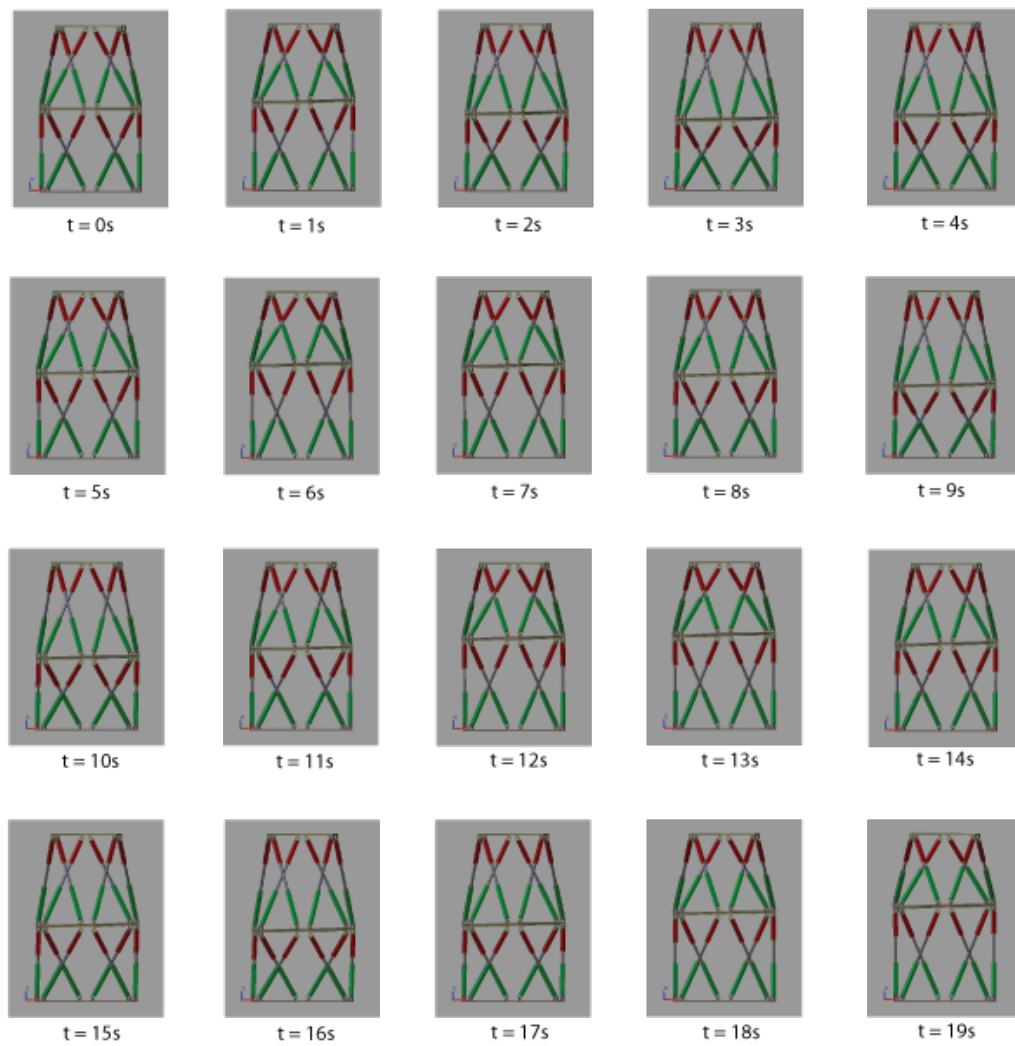 t = 0s
t = 1s
t = 2s
t = 3s
t = 4s
t = 5s
t = 6s
t = 7s
t = 8s
t = 9s
t = 10s
t = 11s
t = 12s
t = 13s
t = 14s
t = 15s
t = 16s
t = 17s
t = 18s
t = 19s